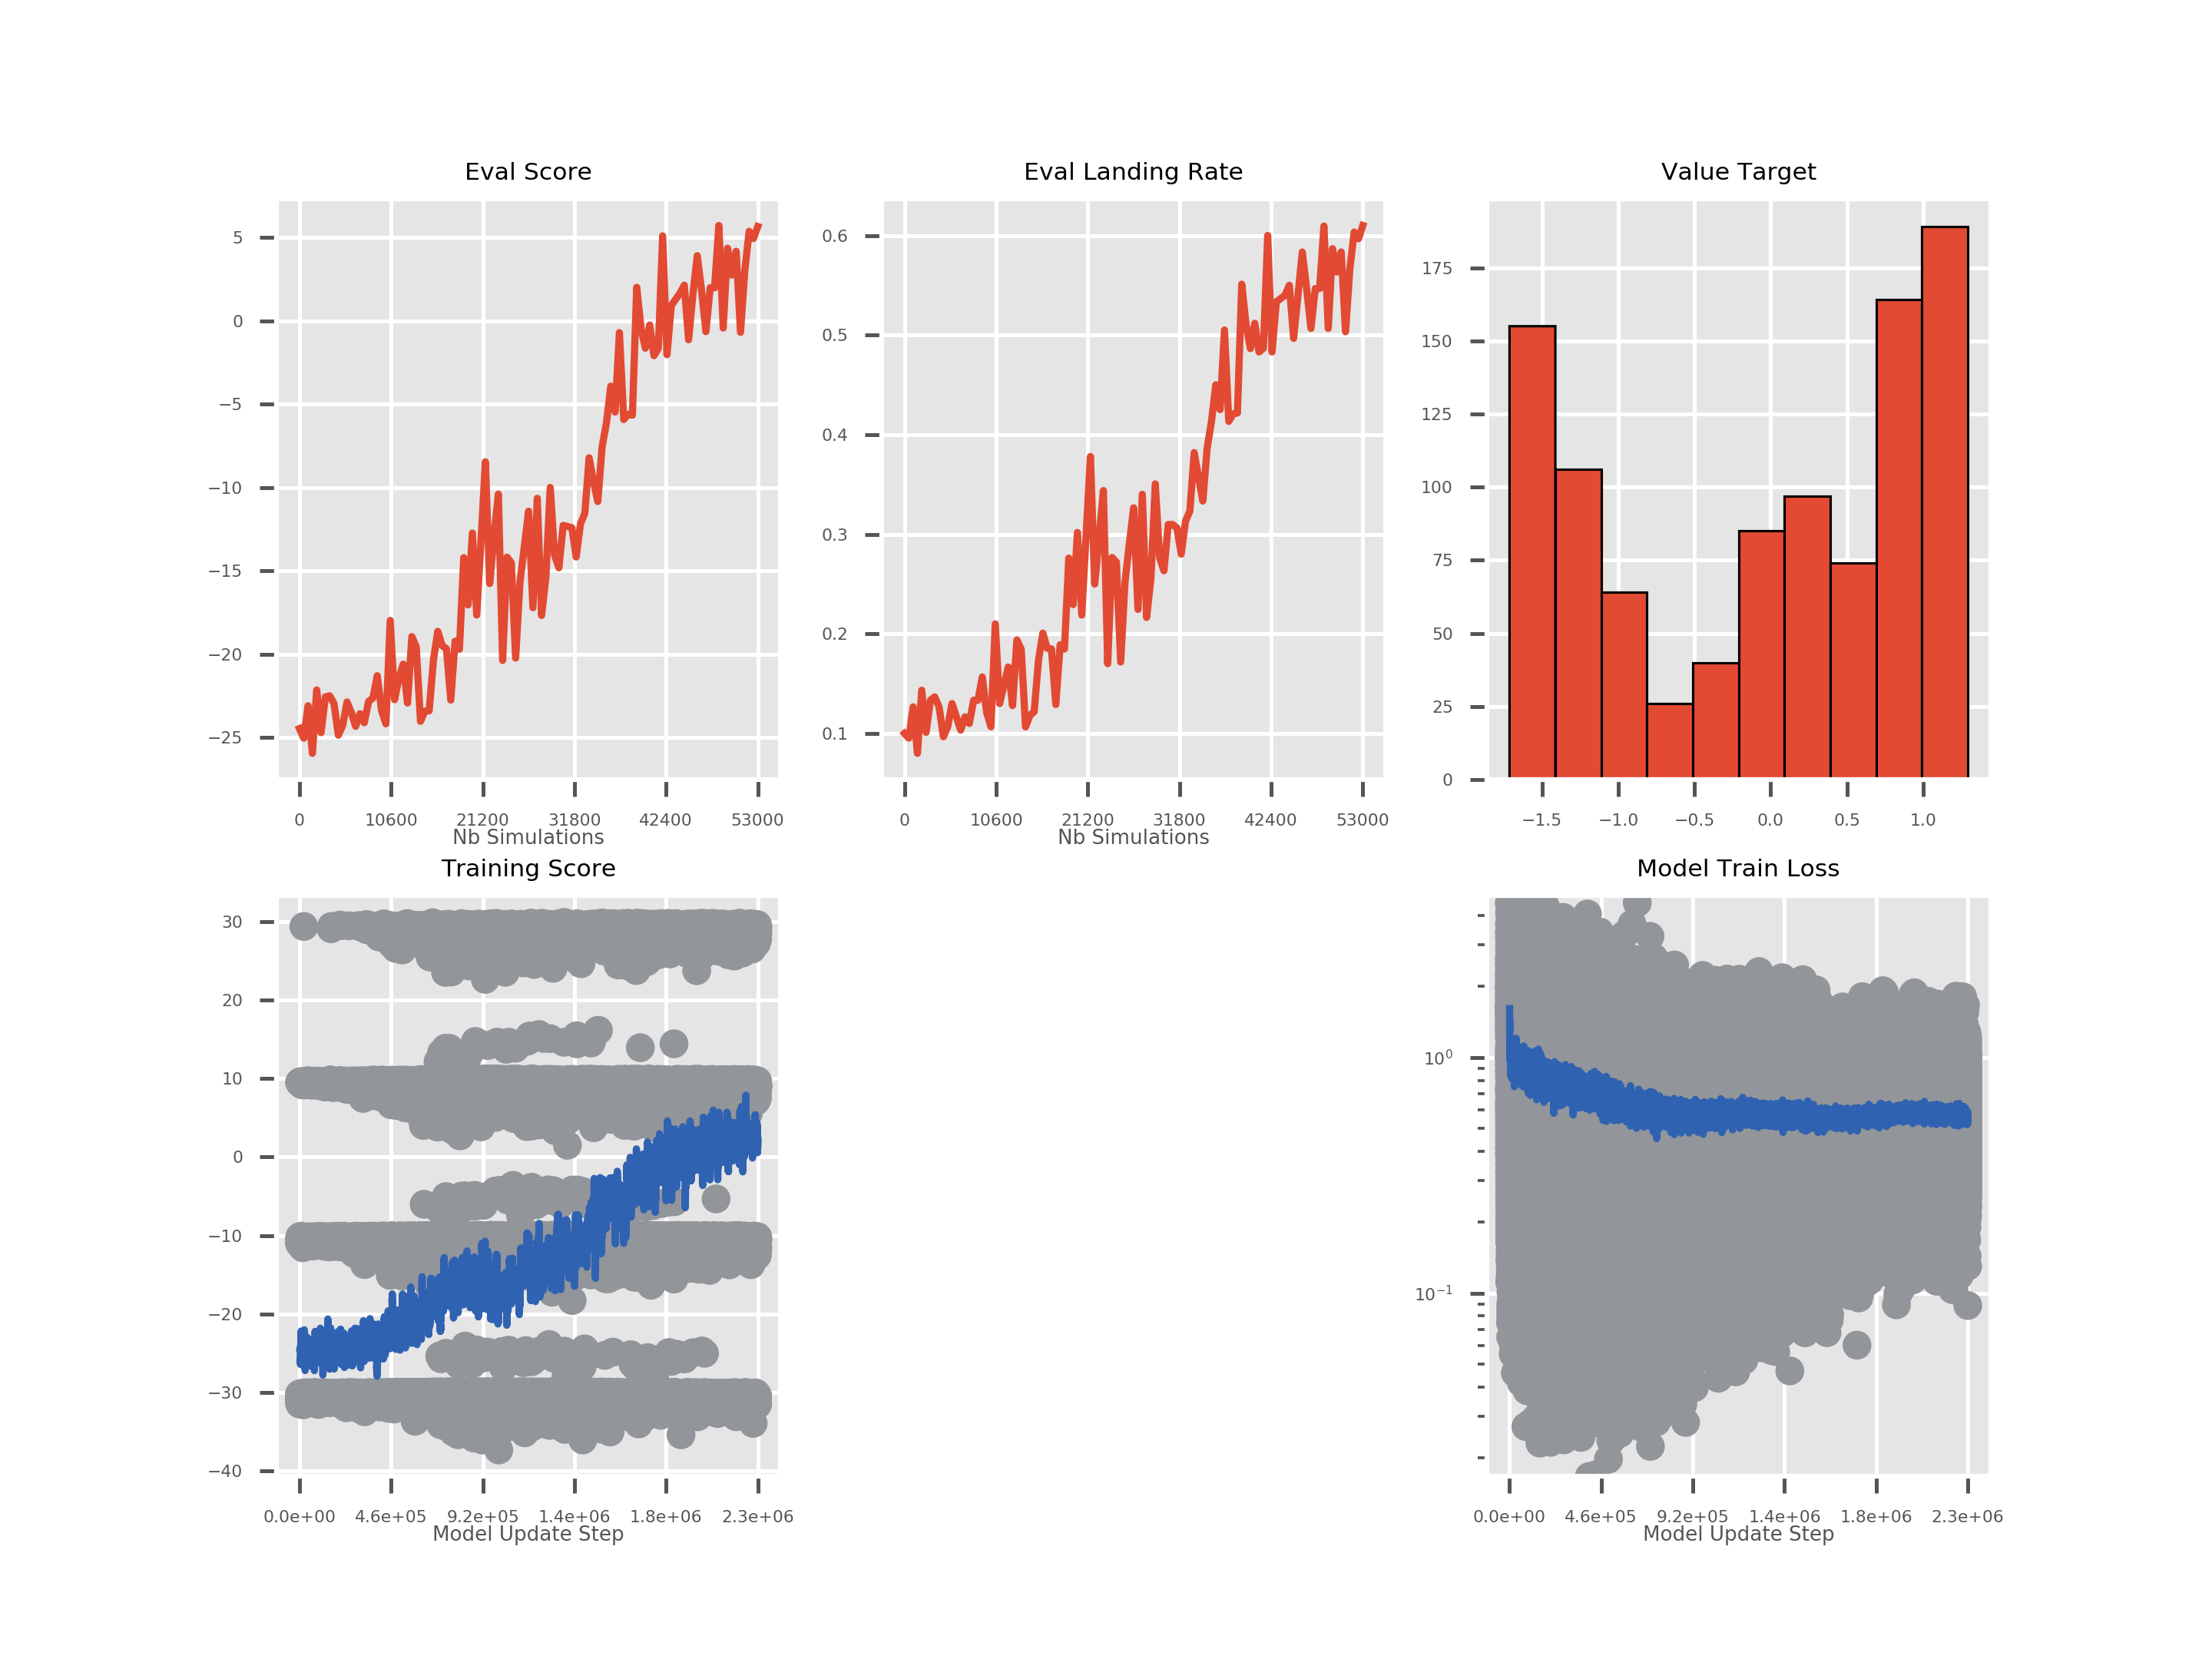 Eval Score
5
0
−5
−10
−15
−20
−25
0 10600 21200 31800 42400 53000
Nb Simulations
Eval Landing Rate
0.6
0.5
0.4
0.3
0.2
0.1
0 10600 21200 31800 42400 53000
Nb Simulations
Value Target
175
150
125
100
75
50
25
0
−1.5 −1.0 −0.5 0.0 0.5 1.0
Training Score
30
20
10
0
−10
−20
−30
−40
0.0e+00 4.6e+05 9.2e+05 1.4e+06 1.8e+06 2.3e+06
Model Update Step
Model Train Loss
10⁰
10⁻¹
0.0e+00 4.6e+05 9.2e+05 1.4e+06 1.8e+06 2.3e+06
Model Update Step